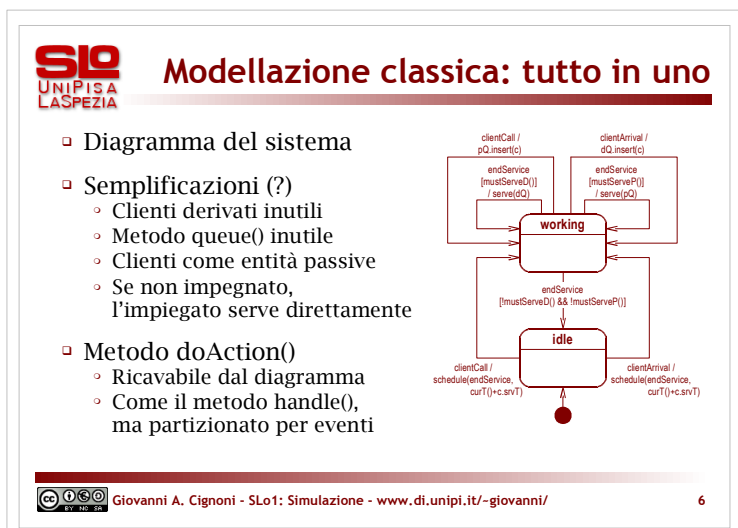 SLO
UNIPISA
LASPEZIA
Modellazione classica: tutto in uno
Diagramma del sistema
Semplificazioni (?)
Clienti derivati inutili
Metodo queue() inutile
Clienti come entità passive
Se non impegnato,
l'impiegato serve direttamente
Metodo doAction()
Ricavabile dal diagramma
Come il metodo handle(),
ma partizionato per eventi
clientCall /
pQ.insert(c)
clientArrival /
dQ.insert(c)
endService
[mustServeD()]
/ serve(dQ)
endService
[mustServeP()]
/ serve(pQ)
working
endService
[!mustServeD() && !mustServeP()]
idle
clientCall /
schedule(endService,
curT()+c.srvT)
clientArrival /
schedule(endService,
curT()+c.srvT)
cc BY NC SA
Giovanni A. Cignoni - SLo1: Simulazione - www.di.unipi.it/~giovanni/
6